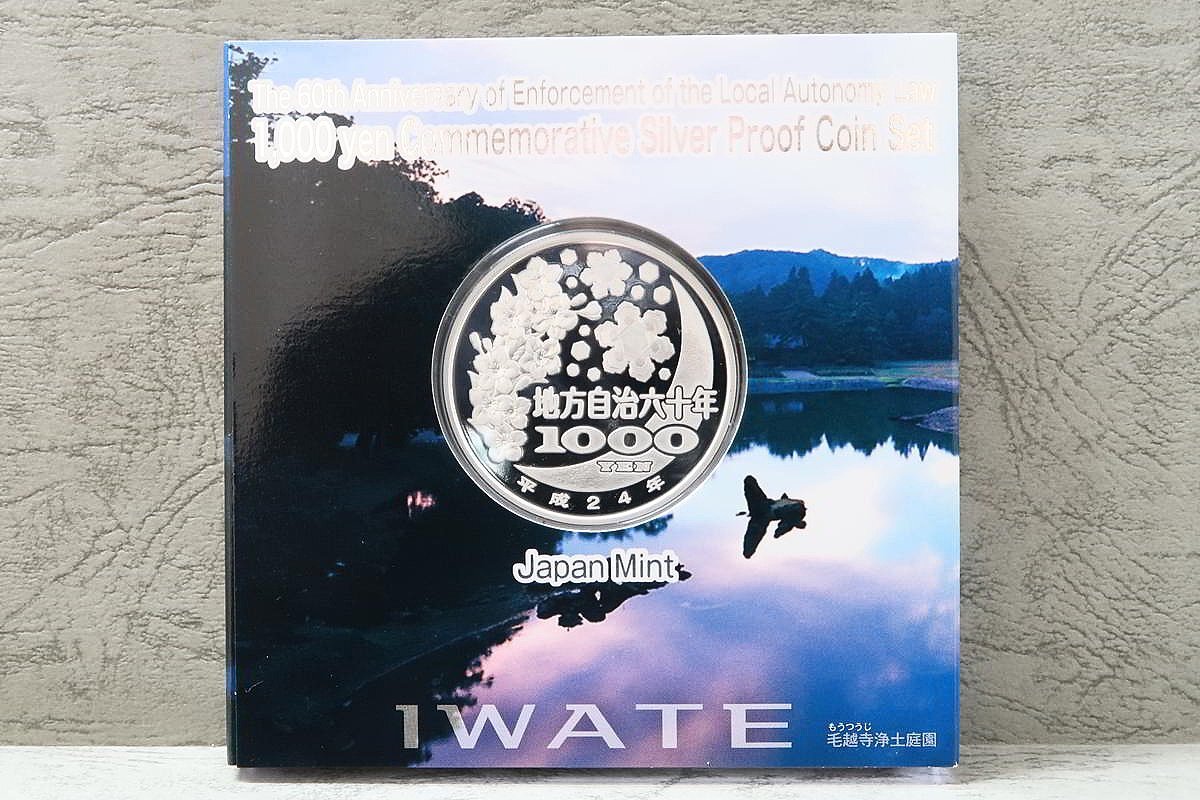 The 60th Anniversary of Enforcement of the Local Autonomy Law
1,000 yen Commemorative Silver Proof Coin Set
地方自治六十年
1000
YEN
平成24年
Japan Mint
IWATE
もうつうじ
毛越寺浄土庭園